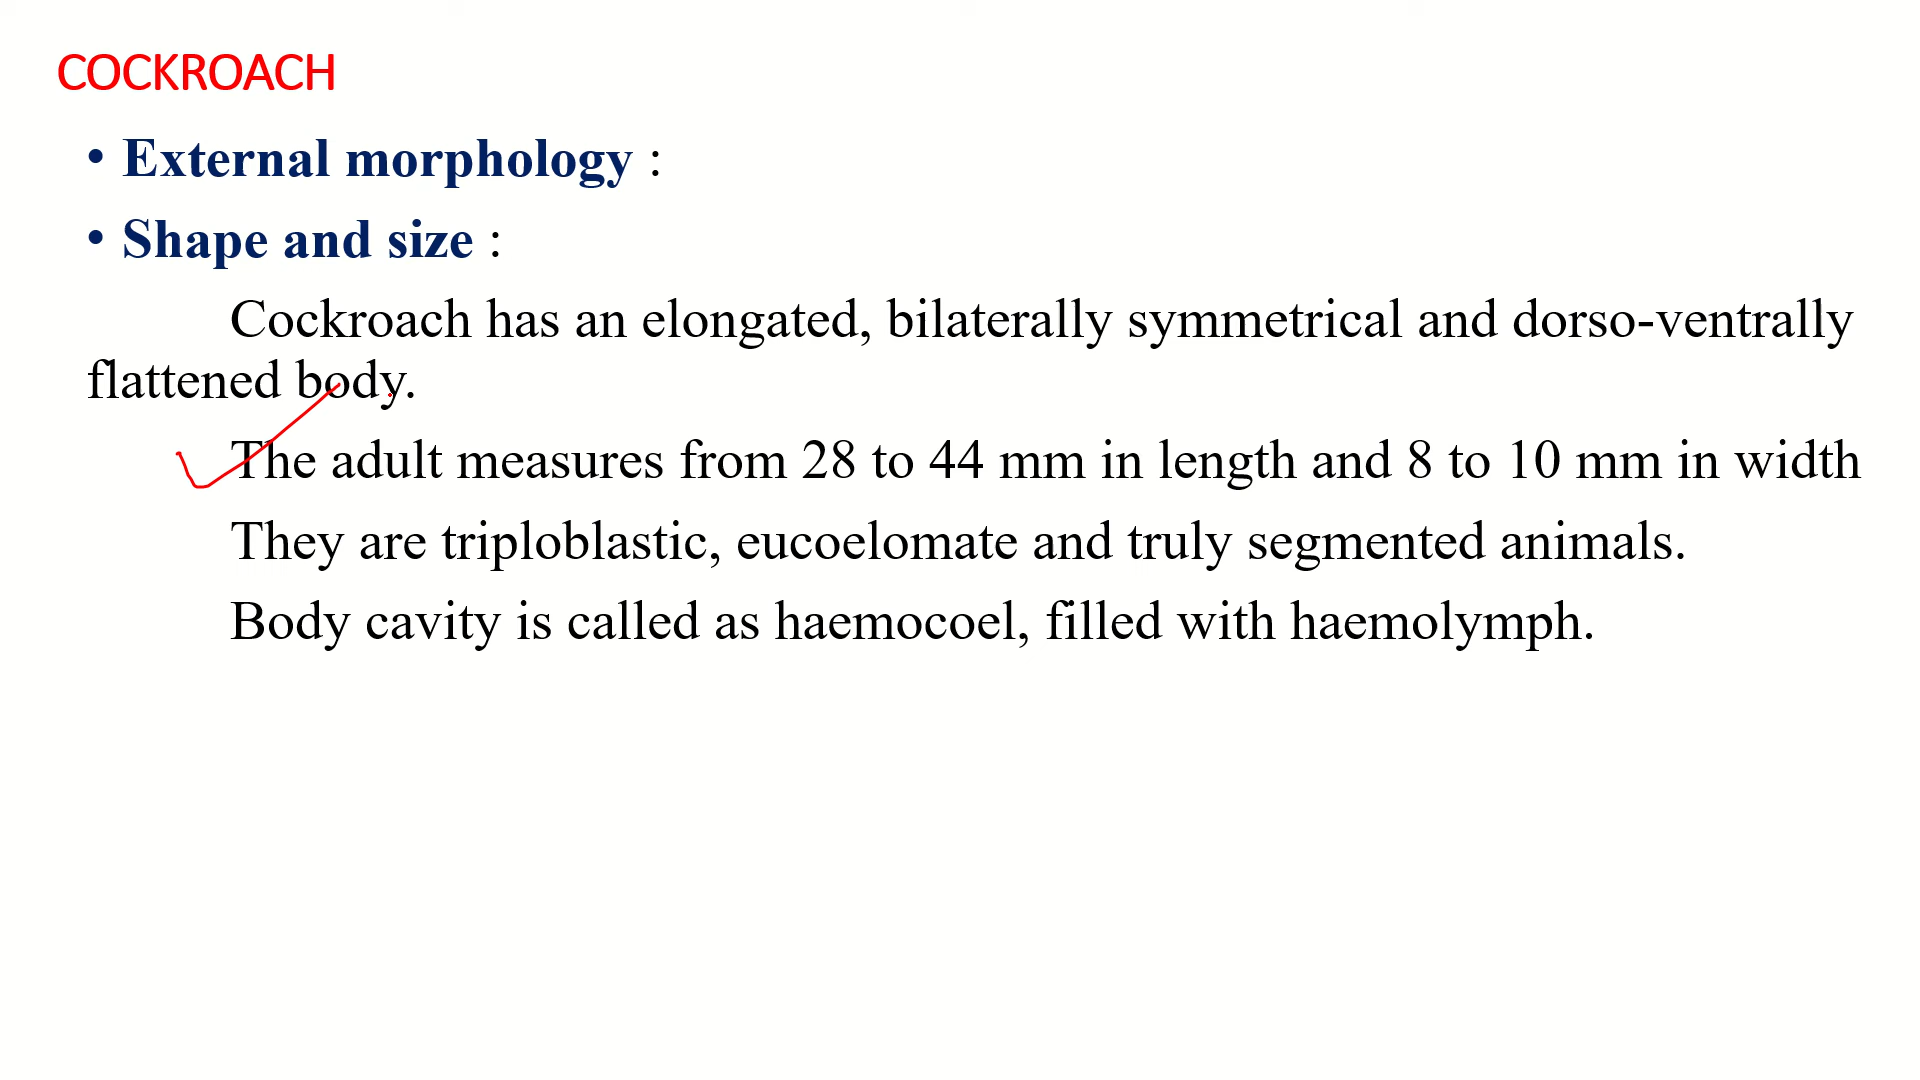 COCKROACH
• External morphology :
• Shape and size :
Cockroach has an elongated, bilaterally symmetrical and dorso-ventrally
flattened body.
The adult measures from 28 to 44 mm in length and 8 to 10 mm in width
They are triploblastic, eucoelomate and truly segmented animals.
Body cavity is called as haemocoel, filled with haemolymph.